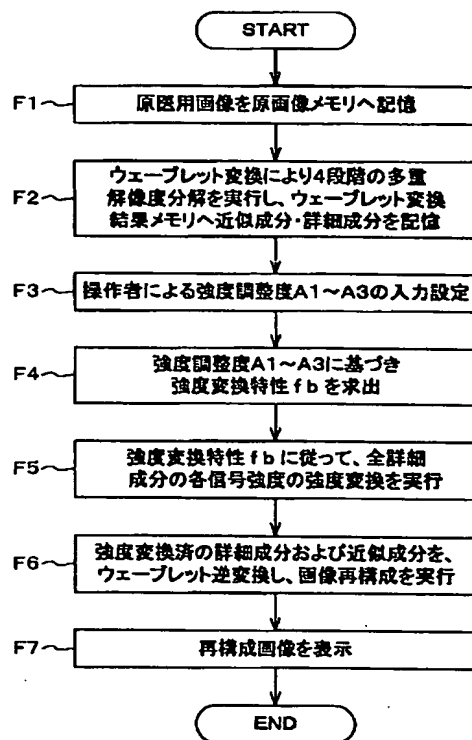 START
F1
原医用画像を原画像メモリへ記憶
F2
ウェーブレット変換により4段階の多重
解像度分解を実行し、ウェーブレット変換
結果メモリへ近似成分・詳細成分を記憶
F3
操作者による強度調整度A1～A3の入力設定
F4
強度調整度A1～A3に基づき
強度変換特性fbを求出
F5
強度変換特性fbに従って、全詳細
成分の各信号強度の強度変換を実行
F6
強度変換済の詳細成分および近似成分を、
ウェーブレット逆変換し、画像再構成を実行
F7
再構成画像を表示
END